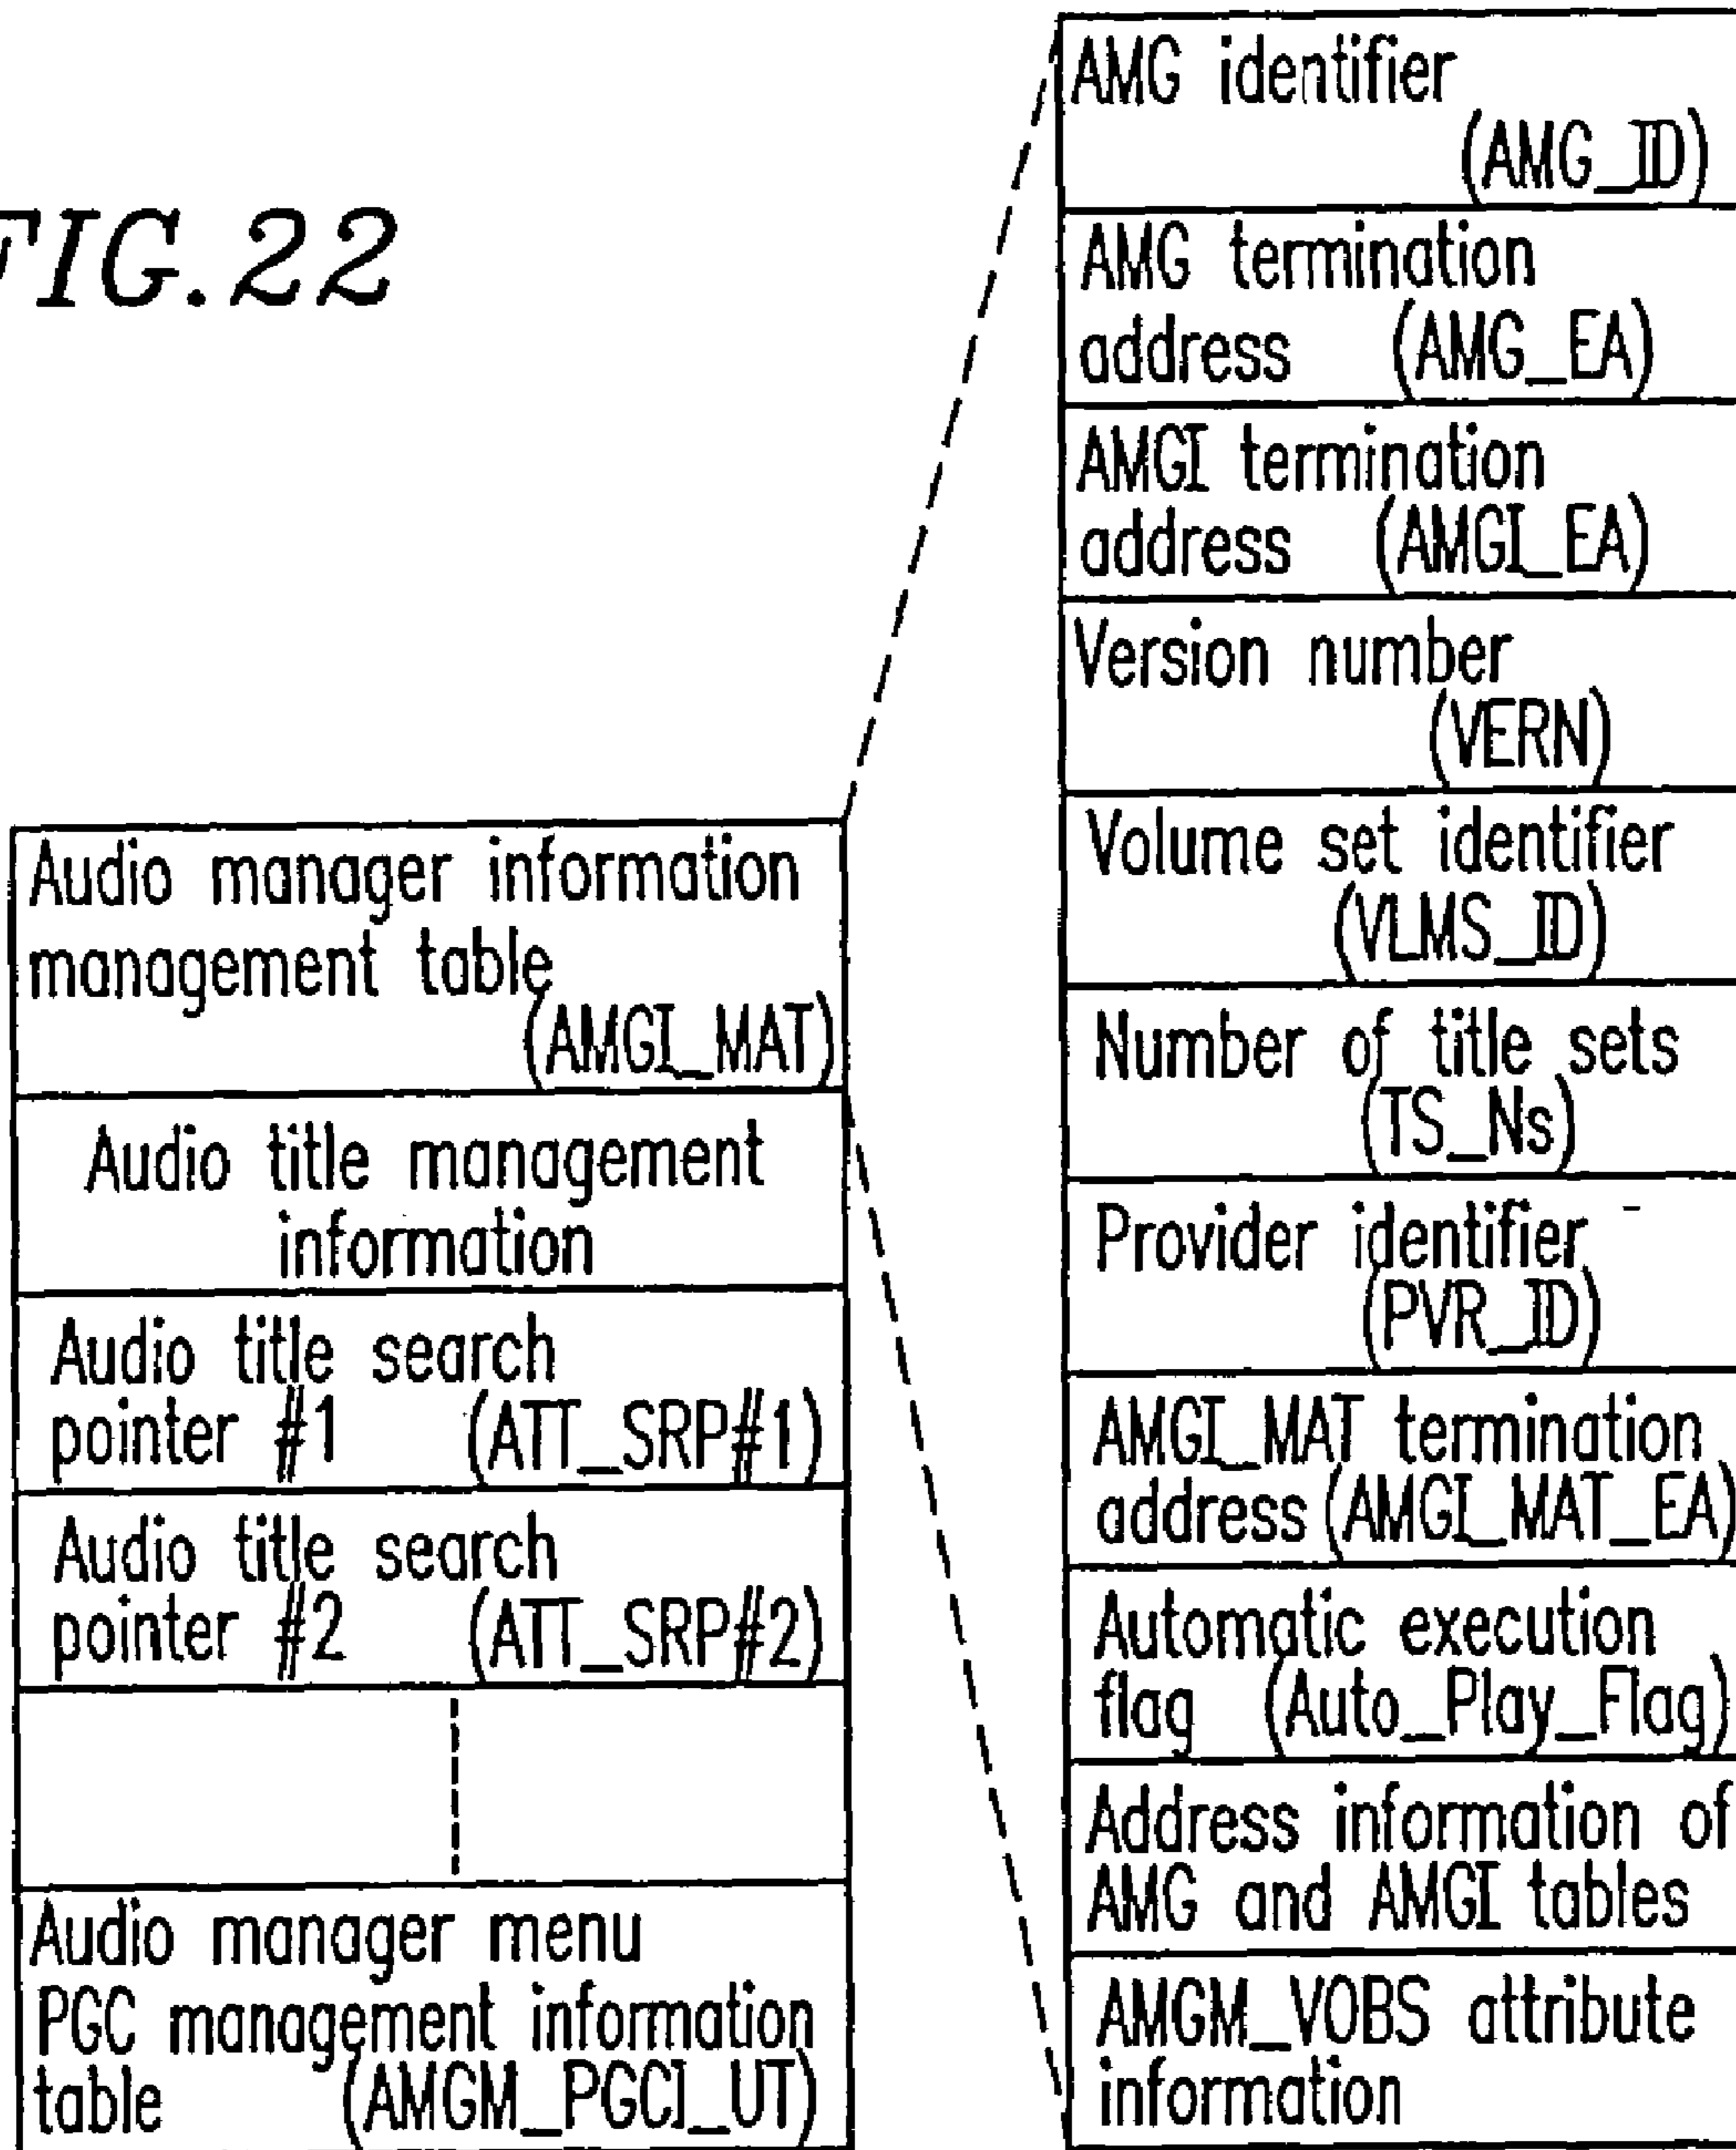 FIG.22
Audio manager information
management table
(AMGI_MAT)
Audio title management
information
Audio title search
pointer #1 (ATT_SRP#1)
Audio title search
pointer #2 (ATT_SRP#2)
Audio manager menu
PGC management information
table (AMGM_PGCI_UT)
AMG identifier
(AMG_ID)
AMG termination
address (AMG_EA)
AMGI termination
address (AMGI_EA)
Version number
(VERN)
Volume set identifier
(VLMS_ID)
Number of title sets
(TS_Ns)
Provider identifier
(PVR_ID)
AMGI_MAT termination
address (AMGI_MAT_EA)
Automatic execution
flag (Auto_Play_Flag)
Address information of
AMG and AMGI tables
AMGM_VOBS attribute
information